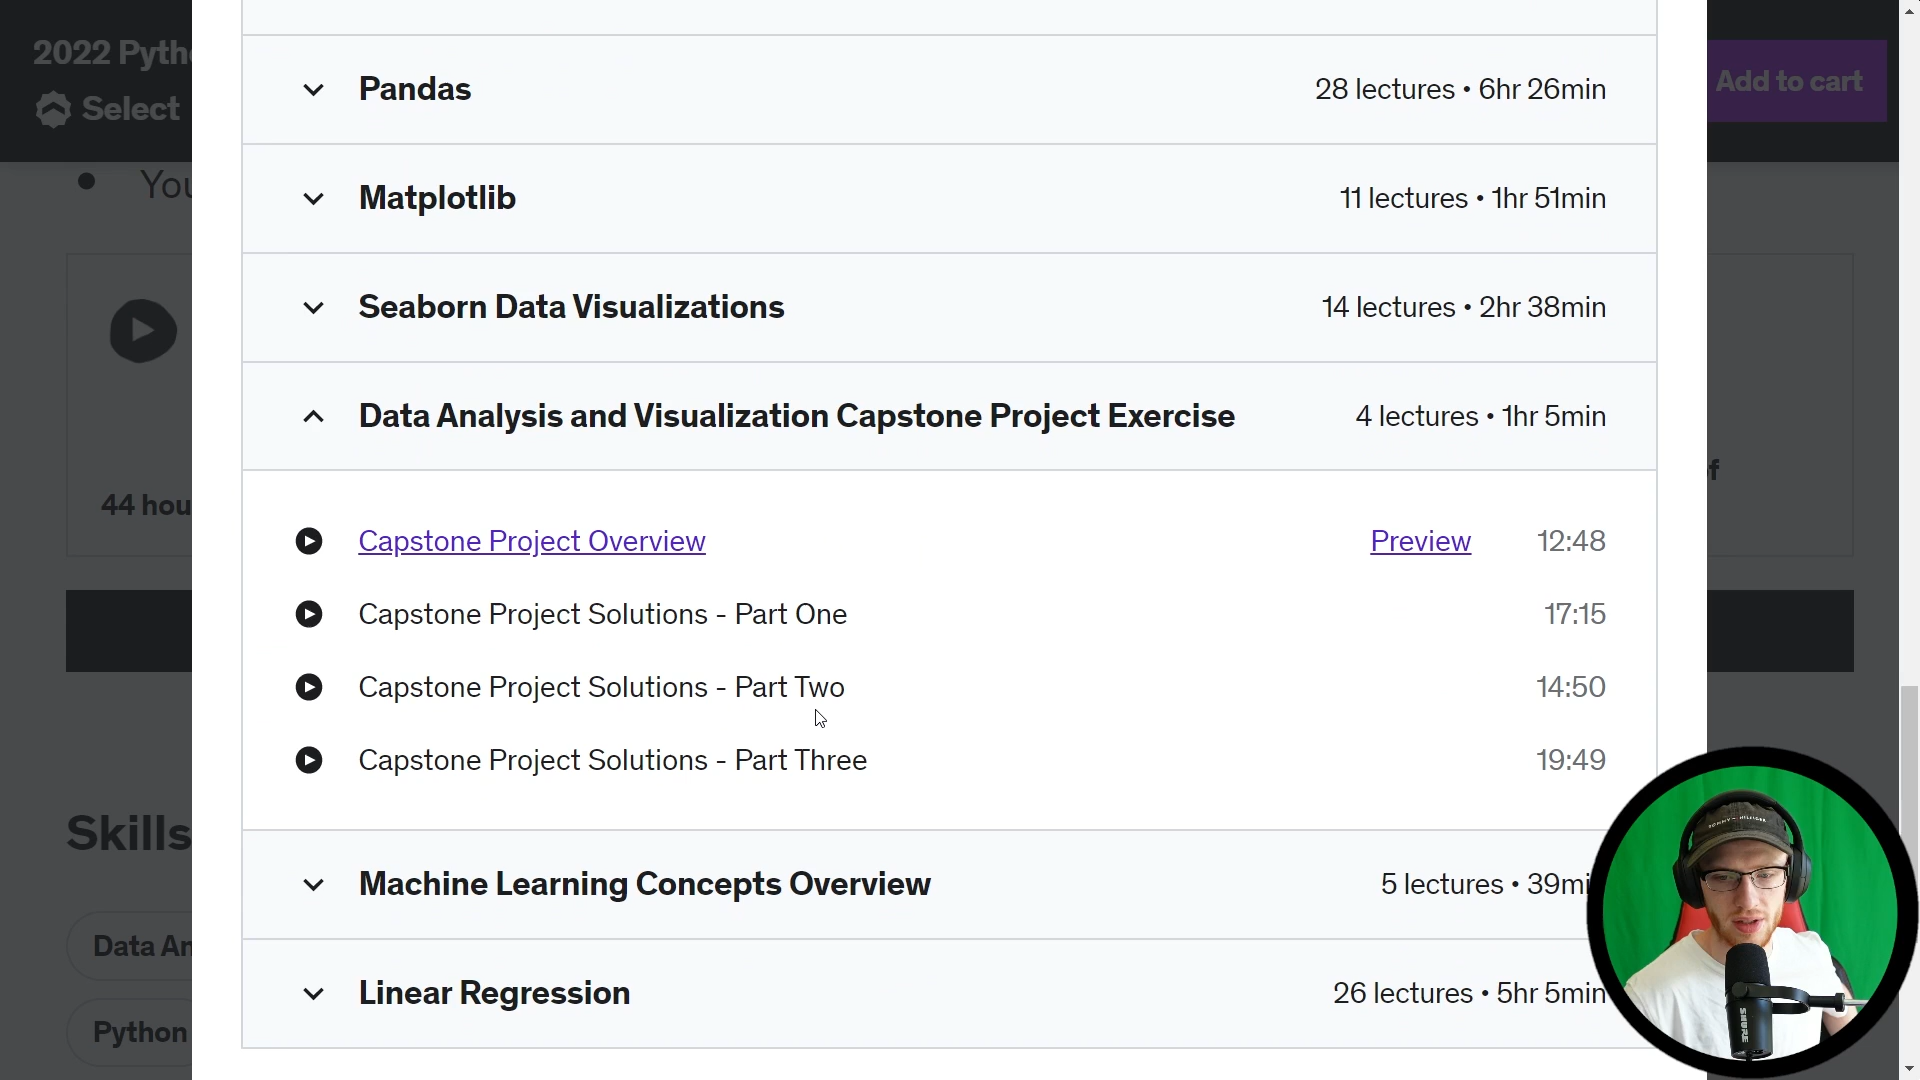 2022 Pyth
Select
Add to cart
You
44 hou
Skills
Data An
Python
of
Pandas
28 lectures • 6hr 26min
Matplotlib
11 lectures • 1hr 51min
Seaborn Data Visualizations
14 lectures • 2hr 38min
Data Analysis and Visualization Capstone Project Exercise
4 lectures • 1hr 5min
Capstone Project Overview
Preview
12:48
Capstone Project Solutions - Part One
17:15
Capstone Project Solutions - Part Two
14:50
Capstone Project Solutions - Part Three
19:49
Machine Learning Concepts Overview
5 lectures • 39mi
Linear Regression
26 lectures • 5hr 5min
TOMMY HILFIGER
SHURE